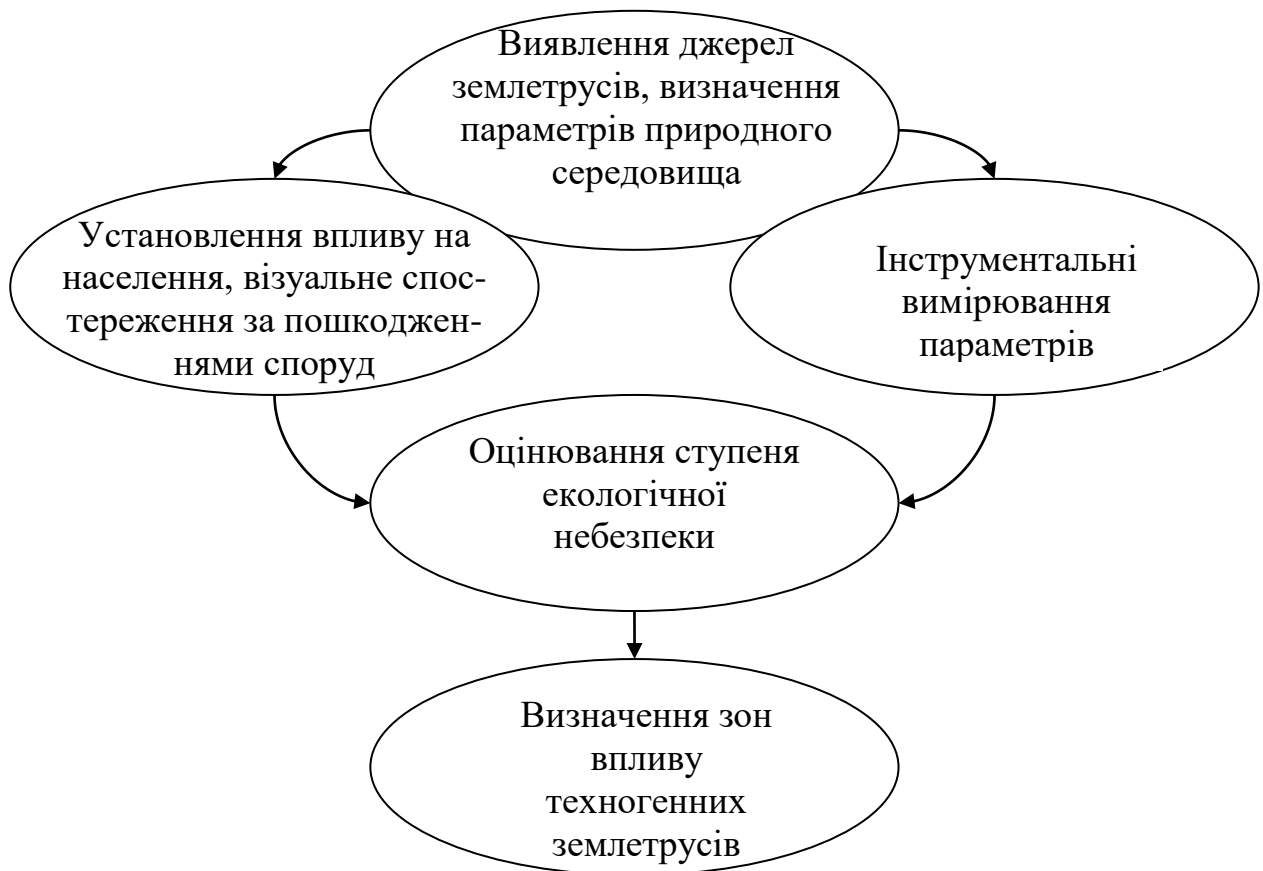 Виявлення джерел
землетрусів, визначення
параметрів природного
середовища
Установлення впливу на
населення, візуальне спос-
тереження за пошкоджен-
нями споруд
Інструментальні
вимірювання
параметрів
Оцінювання ступеня
екологічної
небезпеки
Визначення зон
впливу
техногенних
землетрусів